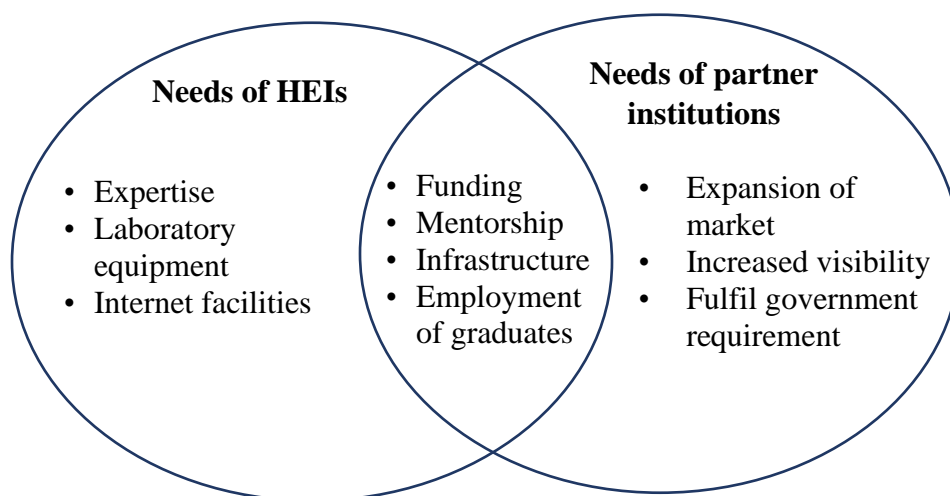 Needs of HEIs
• Expertise
• Laboratory
equipment
• Internet facilities
• Funding
• Mentorship
• Infrastructure
• Employment
of graduates
Needs of partner
institutions
• Expansion of
market
• Increased visibility
• Fulfil government
requirement